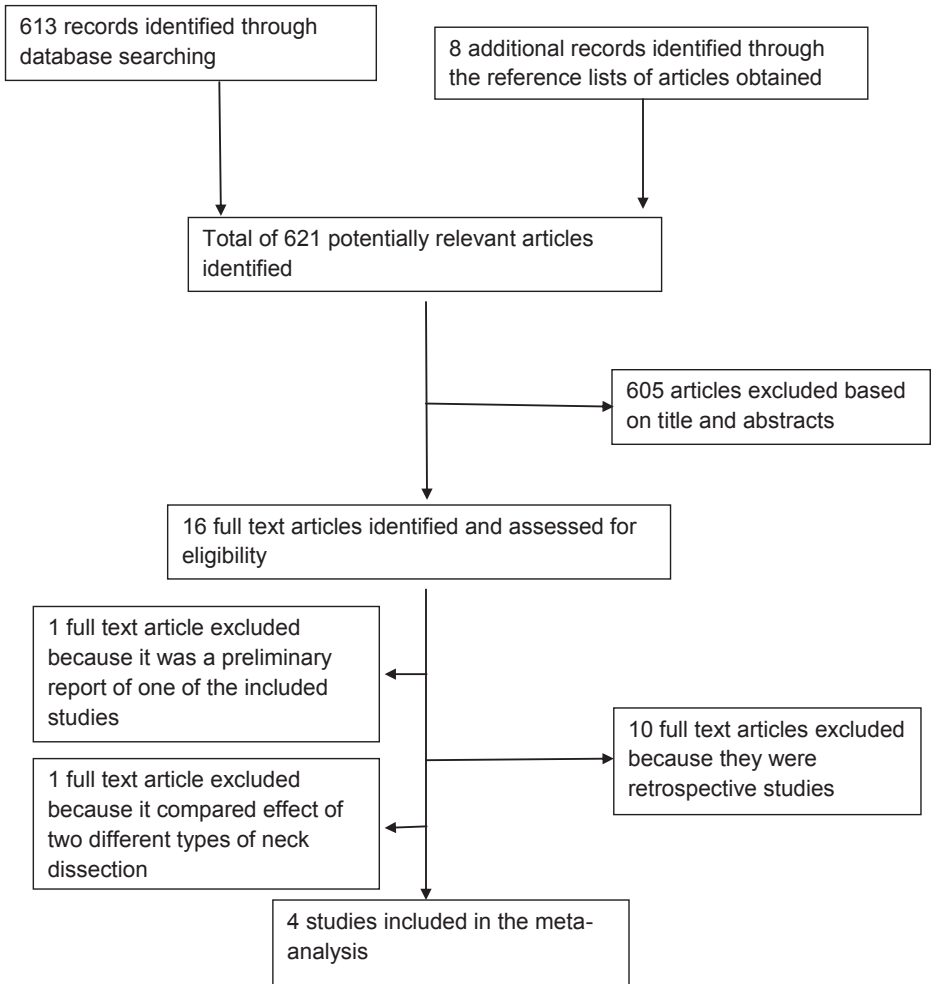 613 records identified through
database searching
8 additional records identified through
the reference lists of articles obtained
Total of 621 potentially relevant articles
identified
605 articles excluded based
on title and abstracts
16 full text articles identified and assessed for
eligibility
1 full text article excluded
because it was a preliminary
report of one of the included
studies
10 full text articles excluded
because they were
retrospective studies
1 full text article excluded
because it compared effect of
two different types of neck
dissection
4 studies included in the meta-
analysis